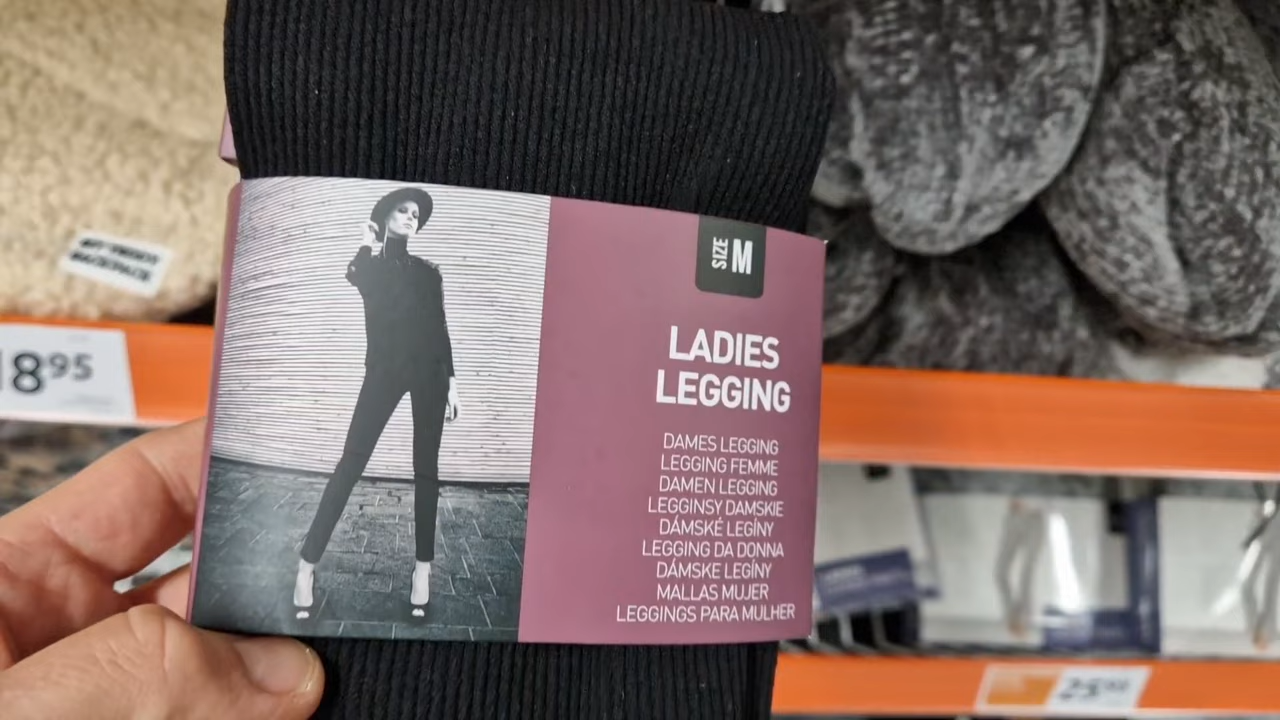 SIZE M
LADIES
LEGGING
DAMES LEGGING
LEGGING FEMME
DAMEN LEGGING
LEGGINSY DAMSKIE
DÁMSKÉ LEGÍNY
LEGGING DA DONNA
DÁMSKE LEGÍNY
MALLAS MUJER
LEGGINGS PARA MULHER
1895